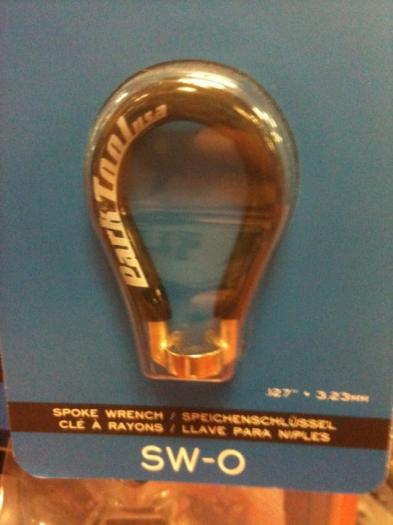 Park Tool usa
.127" • 3.23MM
SPOKE WRENCH / SPEICHENSCHLÜSSEL
CLÉ À RAYONS / LLAVE PARA NIPLES
SW-0